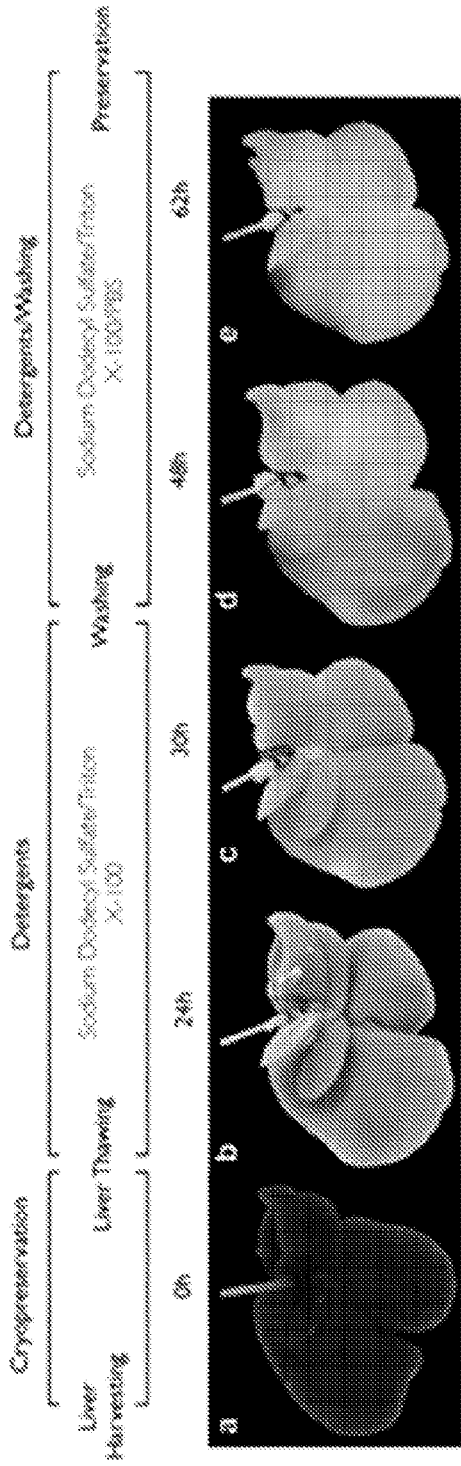 Cryopreservation
Detergents
Detergents/Washing
Liver
Harvesting
Liver Thawing
Sodium Dodecyl Sulfate/Triton
X-100
Washing
Sodium Dodecyl Sulfate/Triton
X-100/PBS
Preservation
0h
24h
30h
48h
62h
a
b
c
d
e